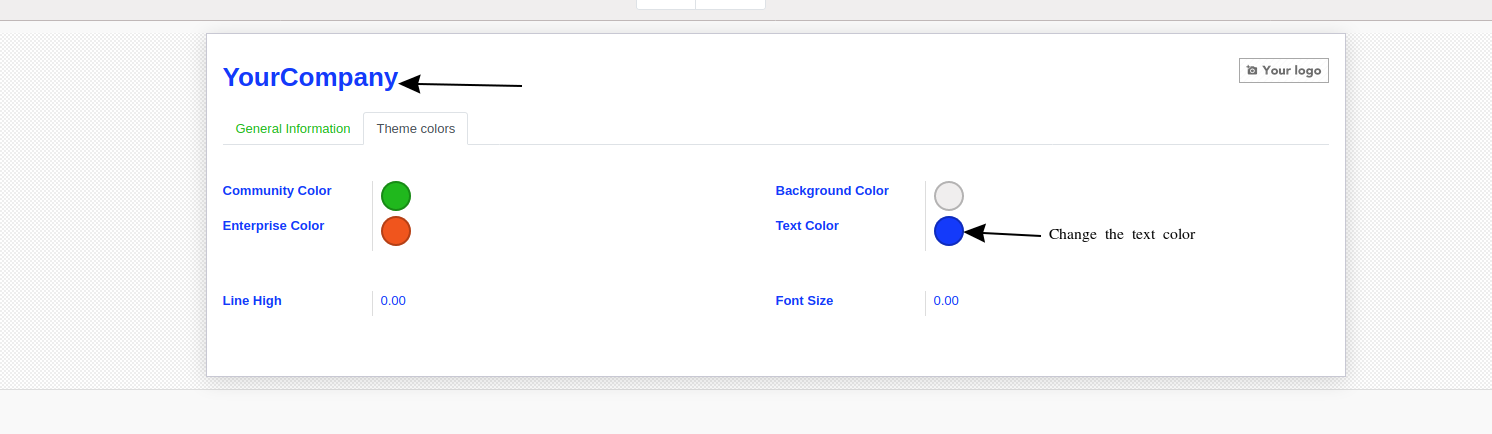 YourCompany
Your logo
General Information Theme colors
Community Color
Background Color
Enterprise Color
Text Color
Change the text color
Line High 0.00
Font Size 0.00